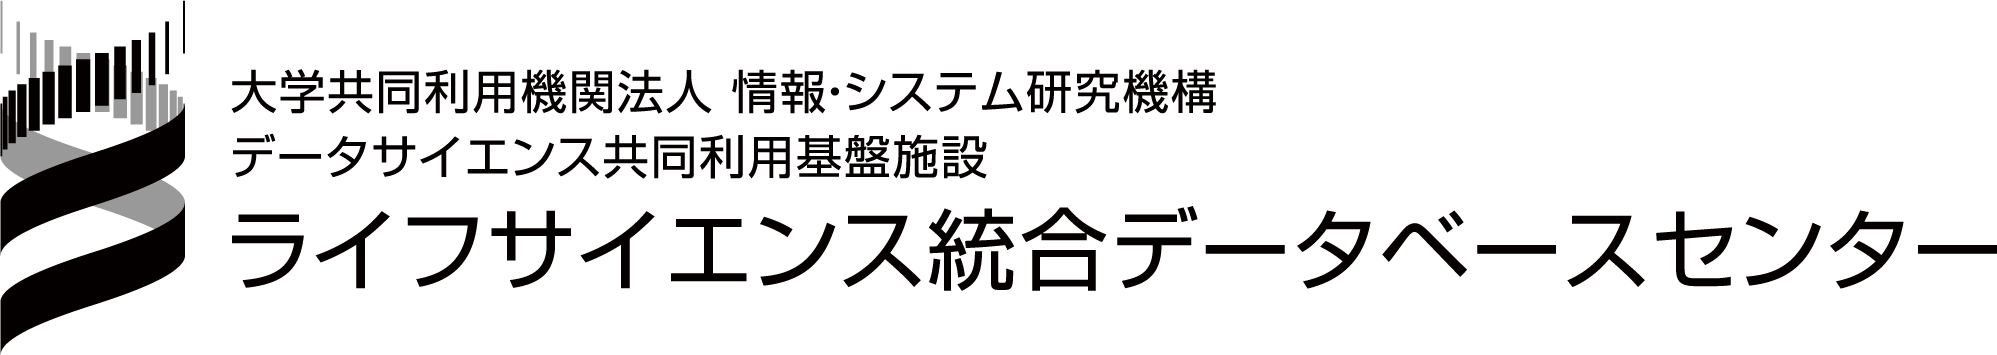 大学共同利用機関法人 情報・システム研究機構
データサイエンス共同利用基盤施設
ライフサイエンス統合データベースセンター